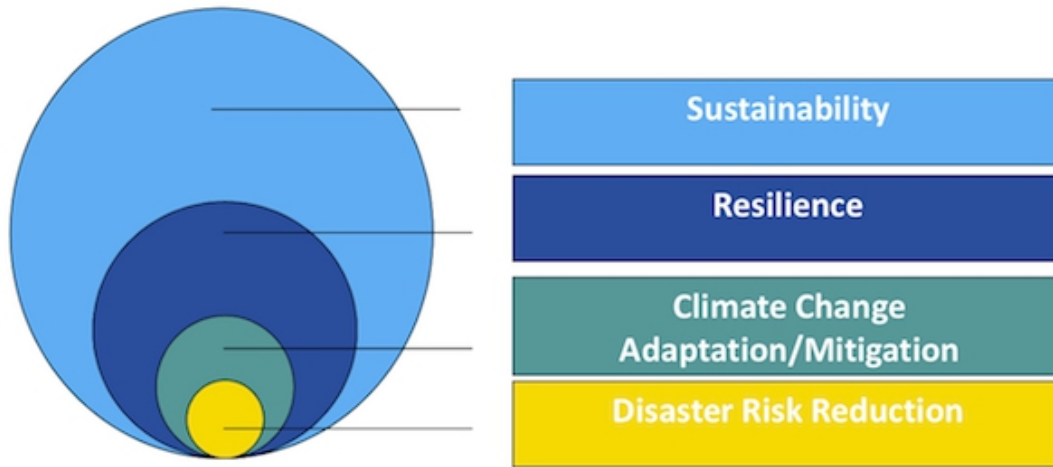 Sustainability
Resilience
Climate Change
Adaptation/Mitigation
Disaster Risk Reduction